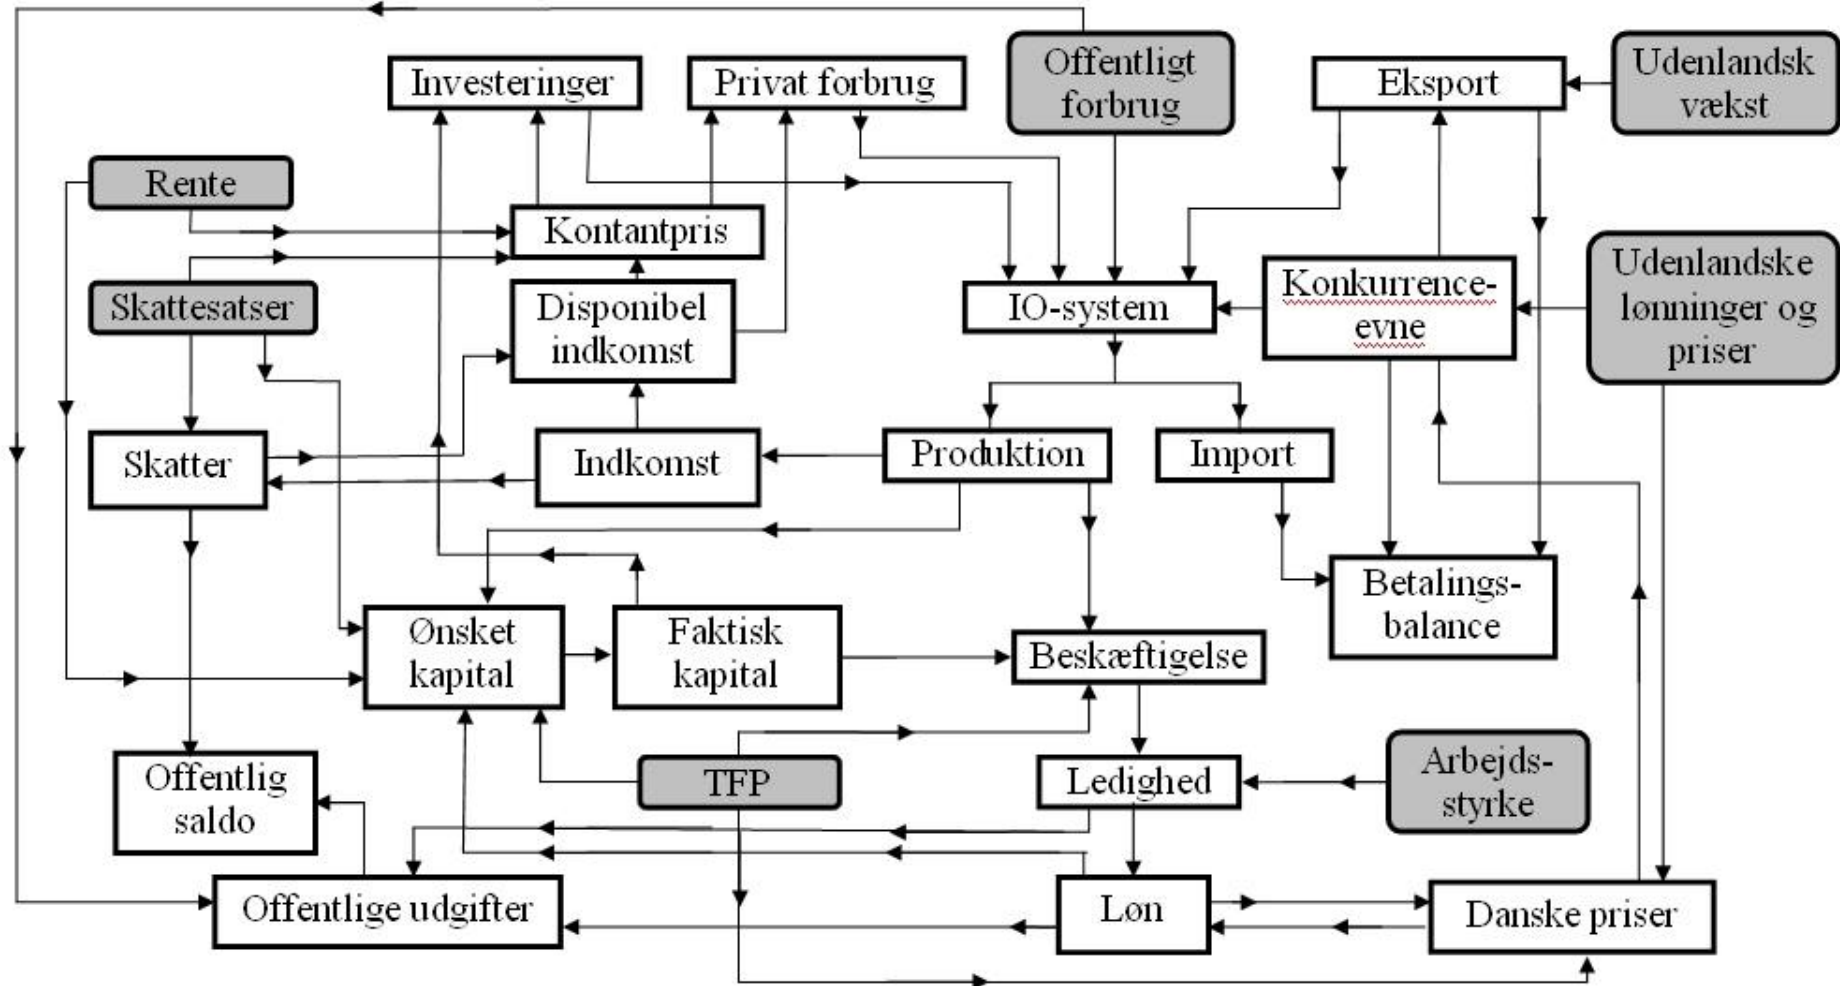 Investeringer
Privat forbrug
Offentligt
forbrug
Eksport
Udenlandsk
vækst
Rente
Kontantpris
Skattesatser
Disponibel
indkomst
IO-system
Konkurrence-
evne
Udenlandske
lønninger og
priser
Skatter
Indkomst
Produktion
Import
Betalings-
balance
Ønsket
kapital
Faktisk
kapital
Beskæftigelse
Offentlig
saldo
TFP
Ledighed
Arbejds-
styrke
Offentlige udgifter
Løn
Danske priser